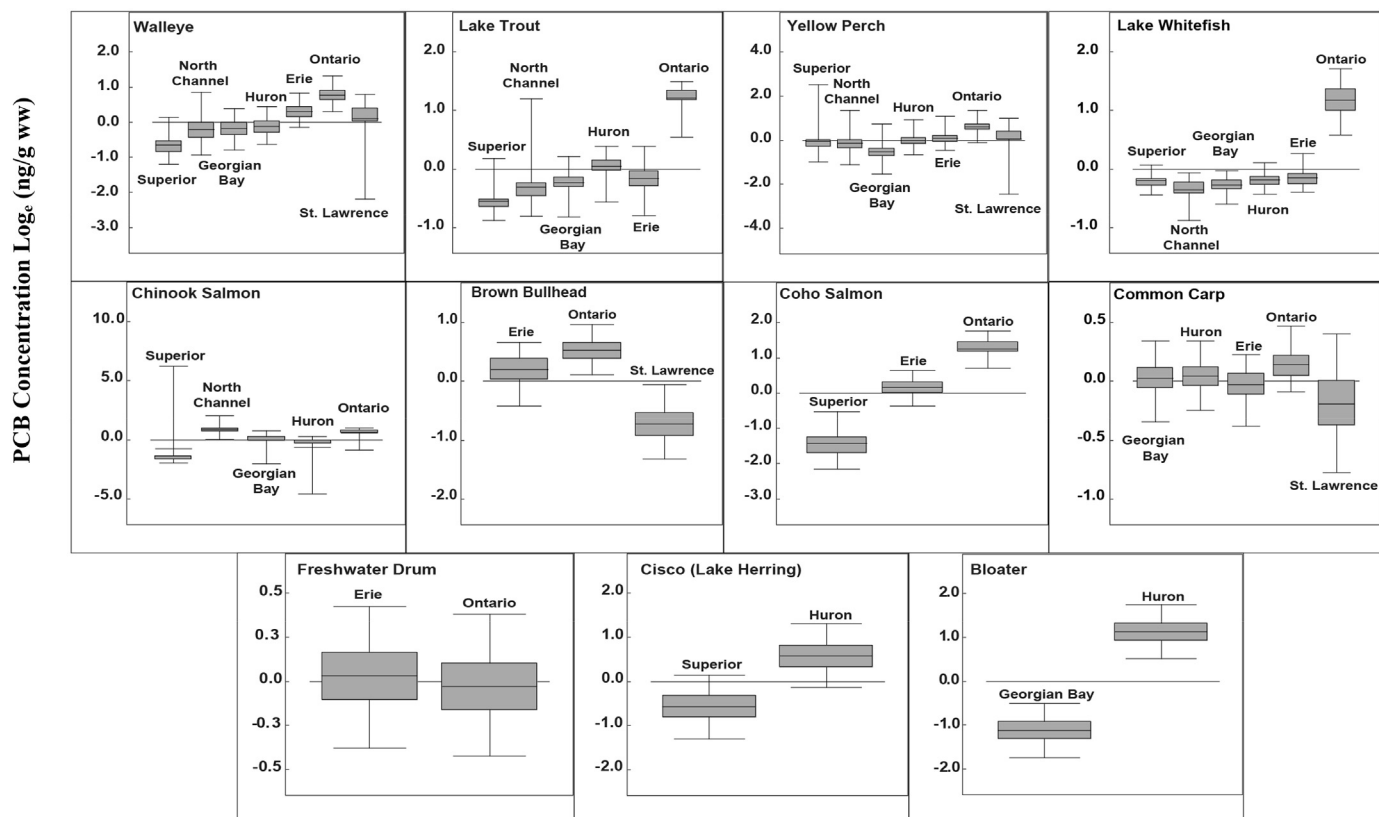 PCB Concentration Logₑ (ng/g ww)
Walleye
2.0
1.0
0.0
-1.0
-2.0
-3.0
Superior
North
Channel
Georgian
Bay
Huron
Erie
Ontario
St. Lawrence
Lake Trout
2.0
1.0
0.0
-1.0
Superior
North
Channel
Georgian
Bay
Huron
Erie
Ontario
Yellow Perch
4.0
2.0
0.0
-2.0
-4.0
Superior
North
Channel
Georgian
Bay
Huron
Erie
Ontario
St. Lawrence
Lake Whitefish
2.0
1.0
0.0
-1.0
Superior
North
Channel
Georgian
Bay
Huron
Erie
Ontario
Chinook Salmon
10.0
5.0
0.0
-5.0
Superior
North
Channel
Georgian
Bay
Huron
Ontario
Brown Bullhead
1.0
0.0
-1.0
-2.0
Erie
Ontario
St. Lawrence
Coho Salmon
2.0
1.0
0.0
-1.0
-2.0
-3.0
Superior
Erie
Ontario
Common Carp
0.5
0.0
0.5
-1.0
Georgian
Bay
Huron
Erie
Ontario
St. Lawrence
Freshwater Drum
0.5
0.3
0.0
-0.3
-0.5
Erie
Ontario
Cisco (Lake Herring)
2.0
1.0
0.0
-1.0
-2.0
Superior
Huron
Bloater
2.0
1.0
0.0
-1.0
-2.0
Georgian Bay
Huron